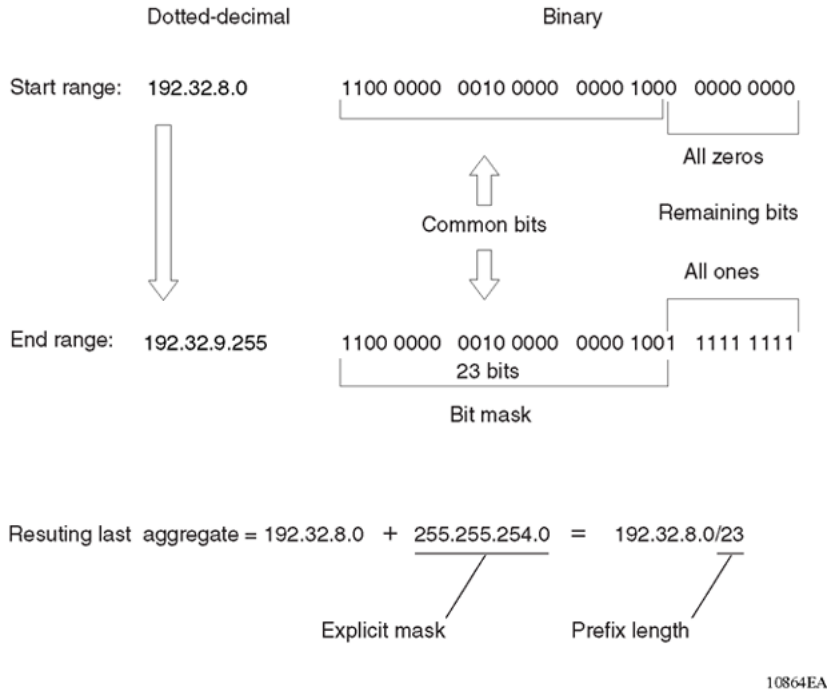 Dotted-decimal Binary
Start range: 192.32.8.0 1100 0000 0010 0000 0000 1000 0000 0000
All zeros
Common bits
Remaining bits
All ones
End range: 192.32.9.255 1100 0000 0010 0000 0000 1001 1111 1111
23 bits
Bit mask
Resuting last aggregate = 192.32.8.0 + 255.255.254.0 = 192.32.8.0/23
Explicit mask Prefix length
10864EA